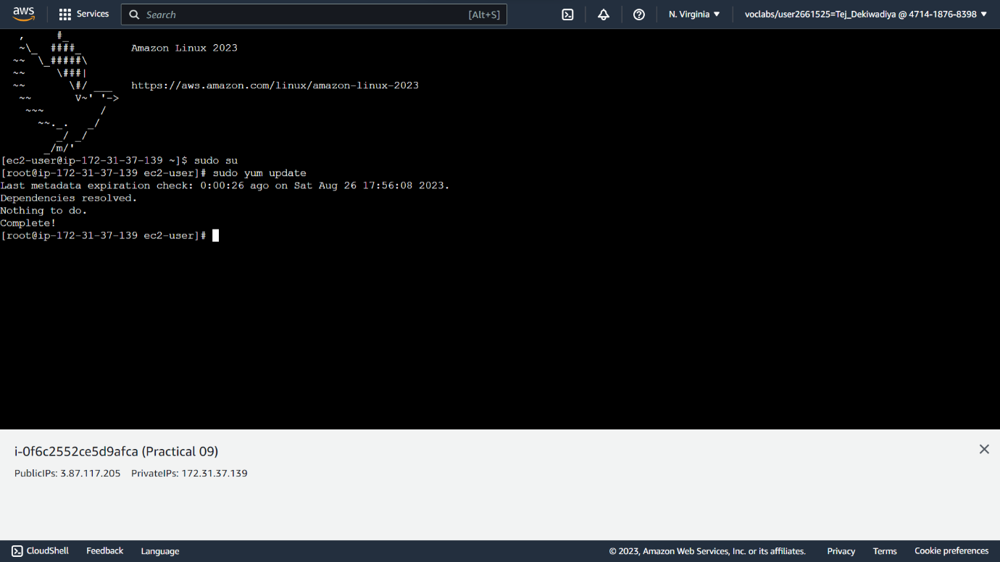 aws Services Search [Alt+S] N. Virginia voclabs/user2661525=Tej_Dekiwadiya @ 4714-1876-8398
   ,     #_
   ~\_  ####_        Amazon Linux 2023
  ~~  \_#####\
  ~~     \###|
  ~~       \#/ ___   https://aws.amazon.com/linux/amazon-linux-2023
   ~~       V~' '->
    ~~~         /
      ~~._.   _/
         _/ _/
       _/m/'
[ec2-user@ip-172-31-37-139 ~]$ sudo su
[root@ip-172-31-37-139 ec2-user]# sudo yum update
Last metadata expiration check: 0:00:26 ago on Sat Aug 26 17:56:08 2023.
Dependencies resolved.
Nothing to do.
Complete!
[root@ip-172-31-37-139 ec2-user]#
i-0f6c2552ce5d9afca (Practical 09)
PublicIPs: 3.87.117.205 PrivateIPs: 172.31.37.139
CloudShell Feedback Language © 2023, Amazon Web Services, Inc. or its affiliates. Privacy Terms Cookie preferences